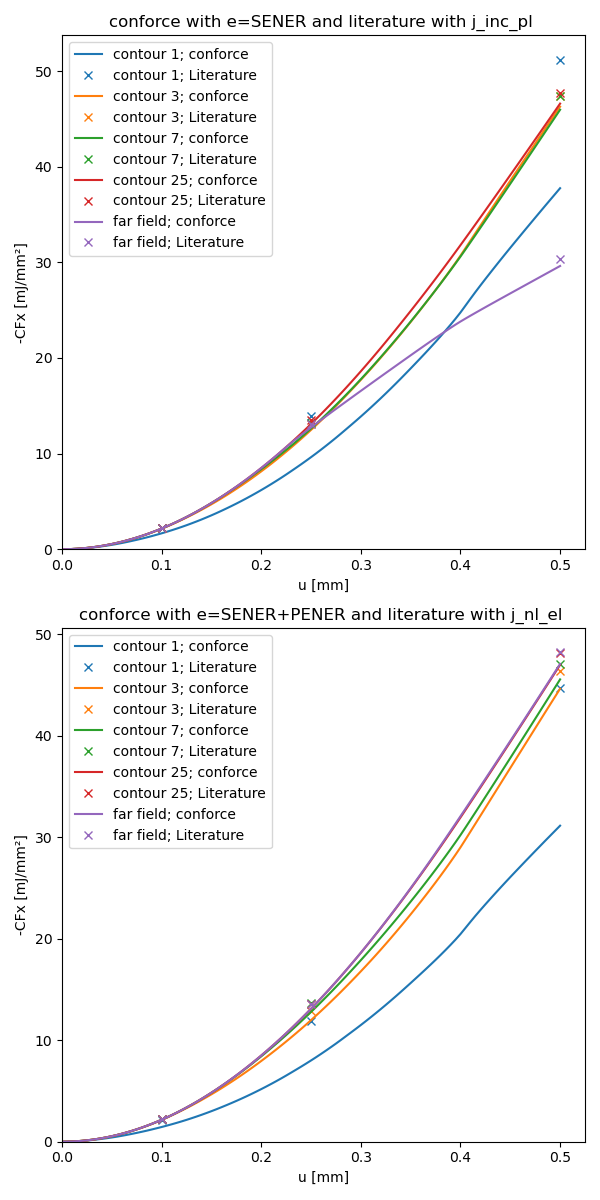 conforce with e=SENER and literature with j_inc_pl
contour 1; conforce
contour 1; Literature
contour 3; conforce
contour 3; Literature
contour 7; conforce
contour 7; Literature
contour 25; conforce
contour 25; Literature
far field; conforce
far field; Literature
-CFx [mJ/mm²]
50
40
30
20
10
0
0.0 0.1 0.2 0.3 0.4 0.5
u [mm]
conforce with e=SENER+PENER and literature with j_nl_el
contour 1; conforce
contour 1; Literature
contour 3; conforce
contour 3; Literature
contour 7; conforce
contour 7; Literature
contour 25; conforce
contour 25; Literature
far field; conforce
far field; Literature
-CFx [mJ/mm²]
50
40
30
20
10
0
0.0 0.1 0.2 0.3 0.4 0.5
u [mm]